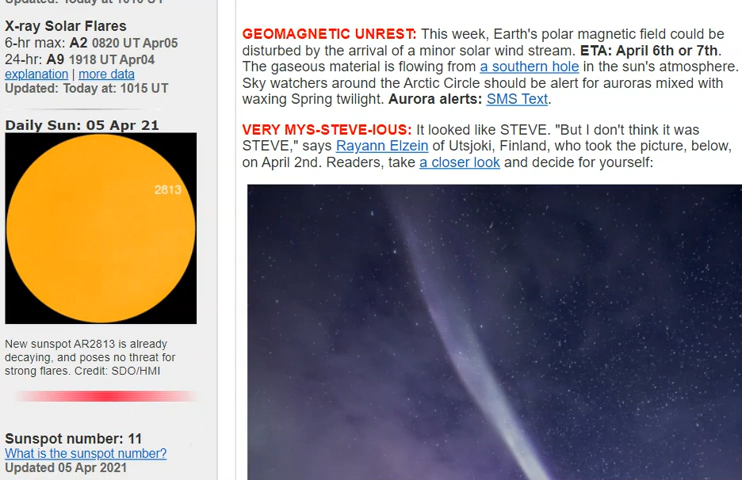 X-ray Solar Flares
6-hr max: A2 0820 UT Apr05
24-hr: A9 1918 UT Apr04
explanation | more data
Updated: Today at: 1015 UT
Daily Sun: 05 Apr 21
2813
New sunspot AR2813 is already
decaying, and poses no threat for
strong flares. Credit: SDO/HMI
Sunspot number: 11
What is the sunspot number?
Updated 05 Apr 2021
GEOMAGNETIC UNREST: This week, Earth's polar magnetic field could be
disturbed by the arrival of a minor solar wind stream. ETA: April 6th or 7th.
The gaseous material is flowing from a southern hole in the sun's atmosphere.
Sky watchers around the Arctic Circle should be alert for auroras mixed with
waxing Spring twilight. Aurora alerts: SMS Text.
VERY MYS-STEVE-IOUS: It looked like STEVE. "But I don't think it was
STEVE," says Rayann Elzein of Utsjoki, Finland, who took the picture, below,
on April 2nd. Readers, take a closer look and decide for yourself: